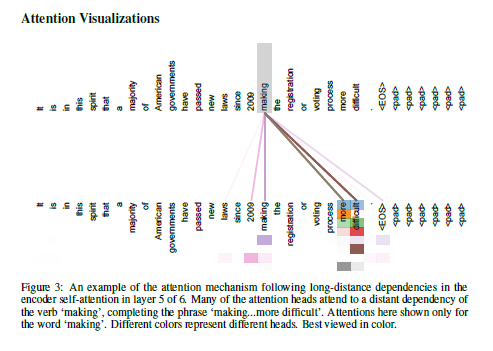 Attention Visualizations
It is in this spirit that a majority of American governments have passed new laws since 2009 making the registration or voting process more difficult . <EOS> <pad> <pad> <pad> <pad> <pad> <pad>
It is in this spirit that a majority of American governments have passed new laws since 2009 making the registration or voting process more difficult . <EOS> <pad> <pad> <pad> <pad> <pad> <pad>
Figure 3: An example of the attention mechanism following long-distance dependencies in the
encoder self-attention in layer 5 of 6. Many of the attention heads attend to a distant dependency of
the verb ‘making’, completing the phrase ‘making...more difficult’. Attentions here shown only for
the word ‘making’. Different colors represent different heads. Best viewed in color.